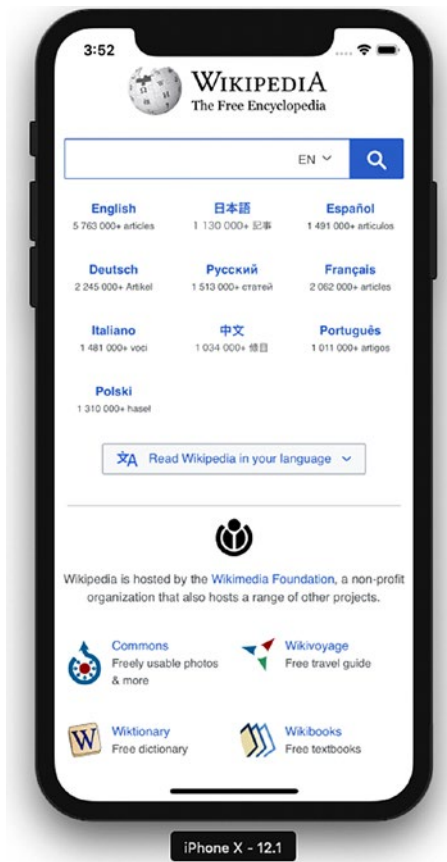 3:52
WIKIPEDIA
The Free Encyclopedia
EN
English 日本語 Español
5 763 000+ articles 1 130 000+ 記事 1 491 000+ artículos
Deutsch Русский Français
2 245 000+ Artikel 1 513 000+ статей 2 062 000+ articles
Italiano 中文 Português
1 481 000+ voci 1 034 000+ 條目 1 011 000+ artigos
Polski
1 310 000+ haseł
Read Wikipedia in your language
Wikipedia is hosted by the Wikimedia Foundation, a non-profit
organization that also hosts a range of other projects.
Commons Wikivoyage
Freely usable photos Free travel guide
& more
W Wiktionary Wikibooks
Free dictionary Free textbooks
iPhone X - 12.1